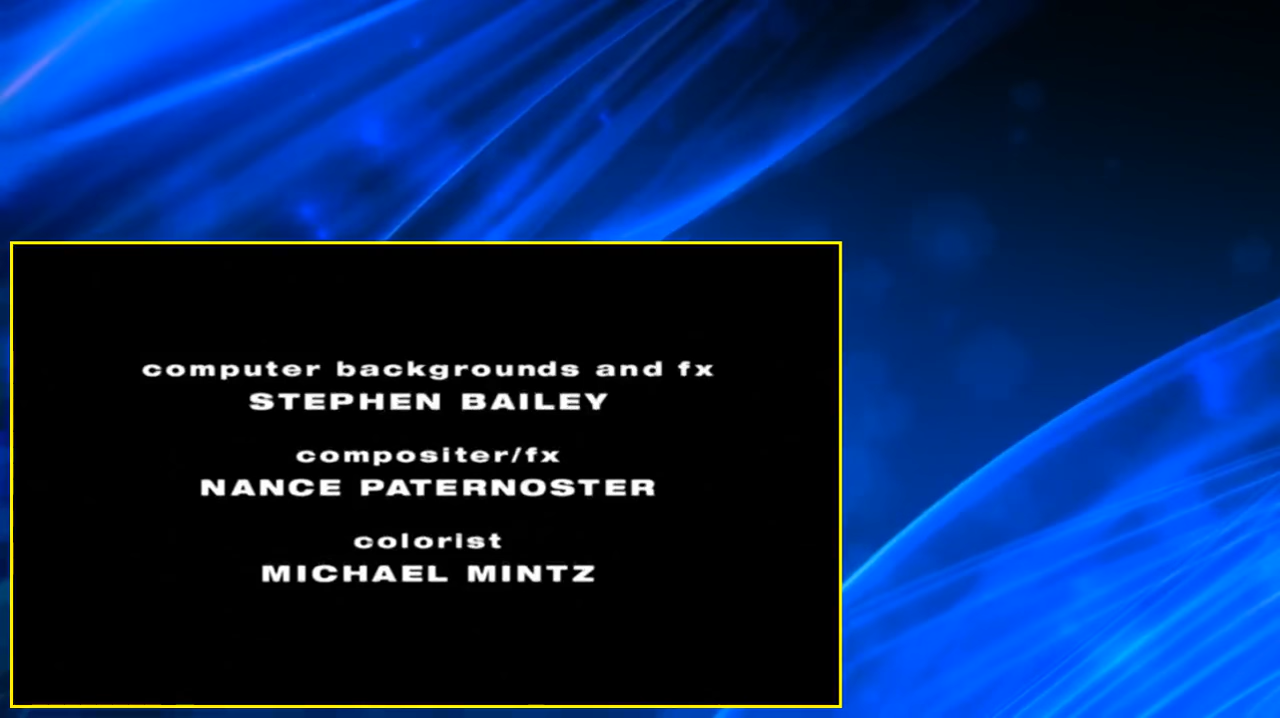 computer backgrounds and fx
STEPHEN BAILEY
compositer/fx
NANCE PATERNOSTER
colorist
MICHAEL MINTZ